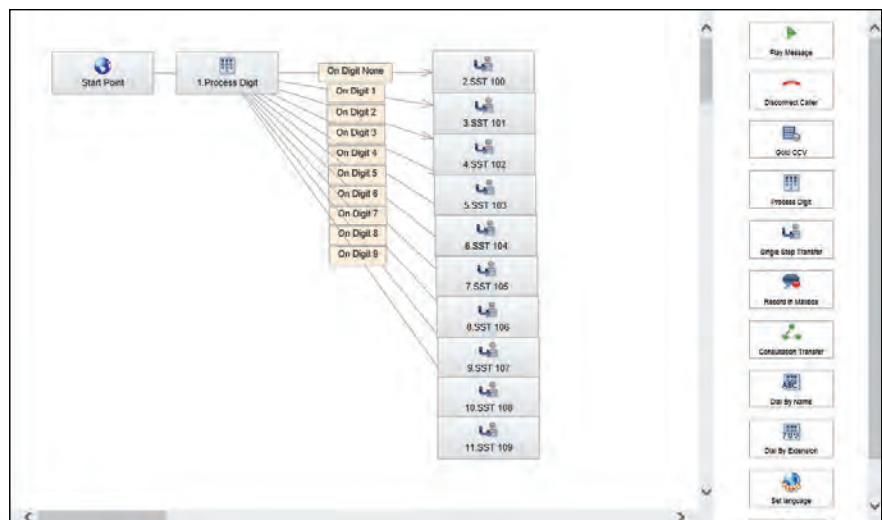 Start Point
1.Process Digit
On Digit None
On Digit 1
On Digit 2
On Digit 3
On Digit 4
On Digit 5
On Digit 6
On Digit 7
On Digit 8
On Digit 9
2.SST 100
3.SST 101
4.SST 102
5.SST 103
6.SST 104
7.SST 105
8.SST 106
9.SST 107
10.SST 108
11.SST 109
Play Message
Disconnect Caller
Goto CCV
Process Digit
Single Step Transfer
Record in Mailbox
Consultation Transfer
ABC
Dial By Name
789
Dial By Extension
Set language